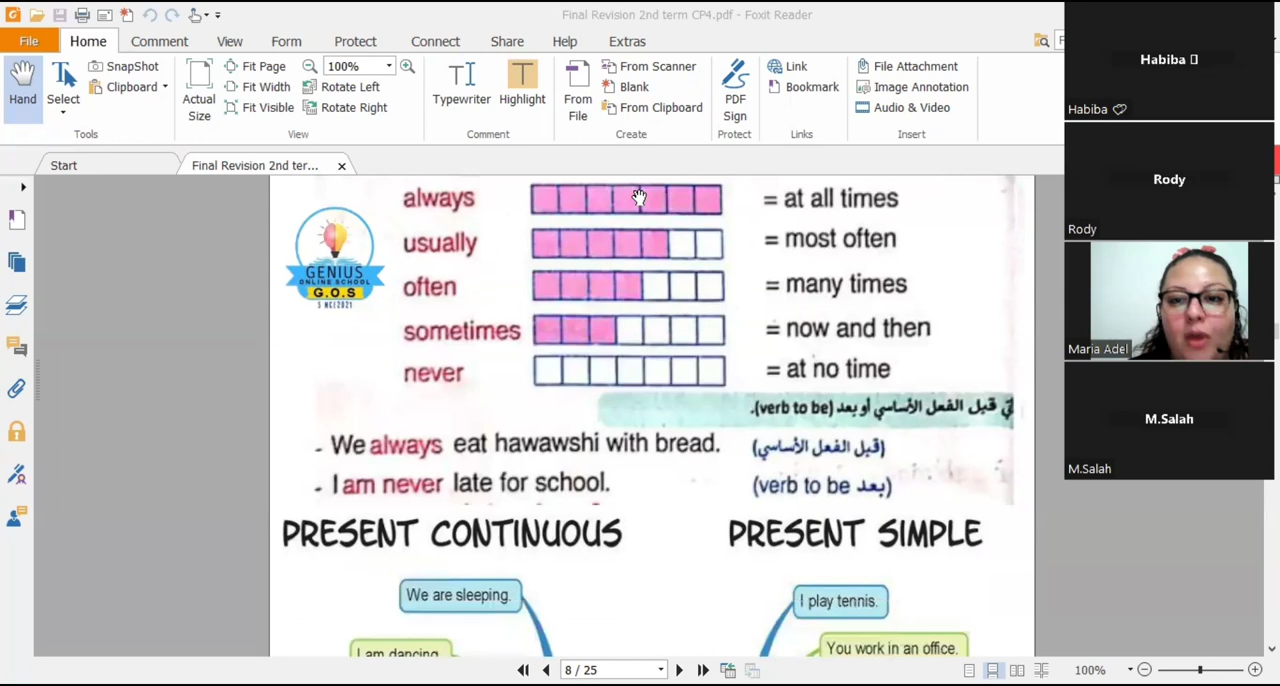 Final Revision 2nd term CP4.pdf - Foxit Reader
File Home Comment View Form Protect Connect Share Help Extras
Hand
Select
SnapShot
Clipboard
Actual Size
Fit Page
Fit Width
Fit Visible
100%
Rotate Left
Rotate Right
Typewriter
Highlight
From File
From Scanner
Blank
From Clipboard
PDF Sign
Link
Bookmark
File Attachment
Image Annotation
Audio & Video
Tools View Comment Create Protect Links Insert
Start
Final Revision 2nd ter...
GENIUS
ONLINE SCHOOL
G.O.S
always = at all times
usually = most often
often = many times
sometimes = now and then
never = at no time
قبل الفعل الأساسي أو بعد (verb to be).
- We always eat hawawshi with bread. (قبل الفعل الأساسي)
- I am never late for school. (بعد verb to be)
PRESENT CONTINUOUS PRESENT SIMPLE
We are sleeping.
I play tennis.
I am dancing.
You work in an office.
8 / 25
100%
Habiba
Habiba
Rody
Rody
Maria Adel
M.Salah
M.Salah